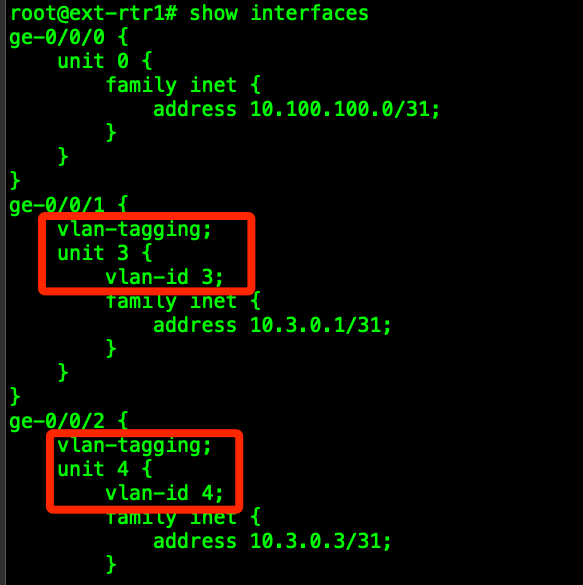 root@ext-rtr1# show interfaces
ge-0/0/0 {
    unit 0 {
        family inet {
            address 10.100.100.0/31;
        }
    }
}
ge-0/0/1 {
    vlan-tagging;
    unit 3 {
        vlan-id 3;
        family inet {
            address 10.3.0.1/31;
        }
    }
}
ge-0/0/2 {
    vlan-tagging;
    unit 4 {
        vlan-id 4;
        family inet {
            address 10.3.0.3/31;
        }